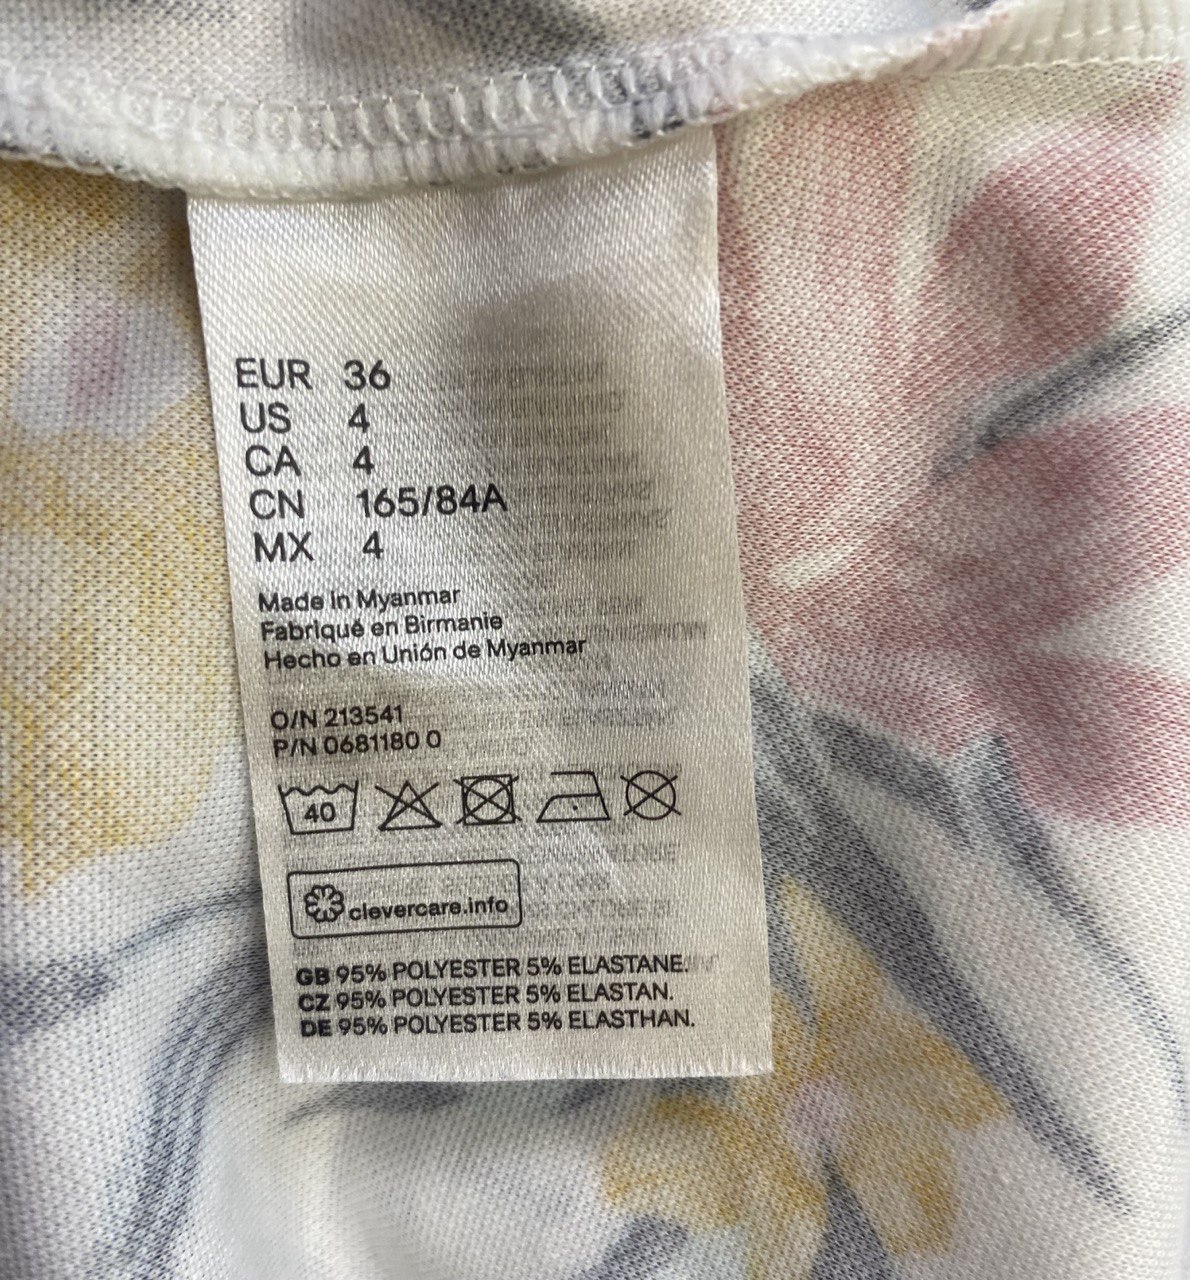 EUR 36
US 4
CA 4
CN 165/84A
MX 4
Made in Myanmar
Fabriqué en Birmanie
Hecho en Unión de Myanmar
O/N 213541
P/N 0681180 0
40
clevercare.info
GB 95% POLYESTER 5% ELASTANE.
CZ 95% POLYESTER 5% ELASTAN.
DE 95% POLYESTER 5% ELASTHAN.